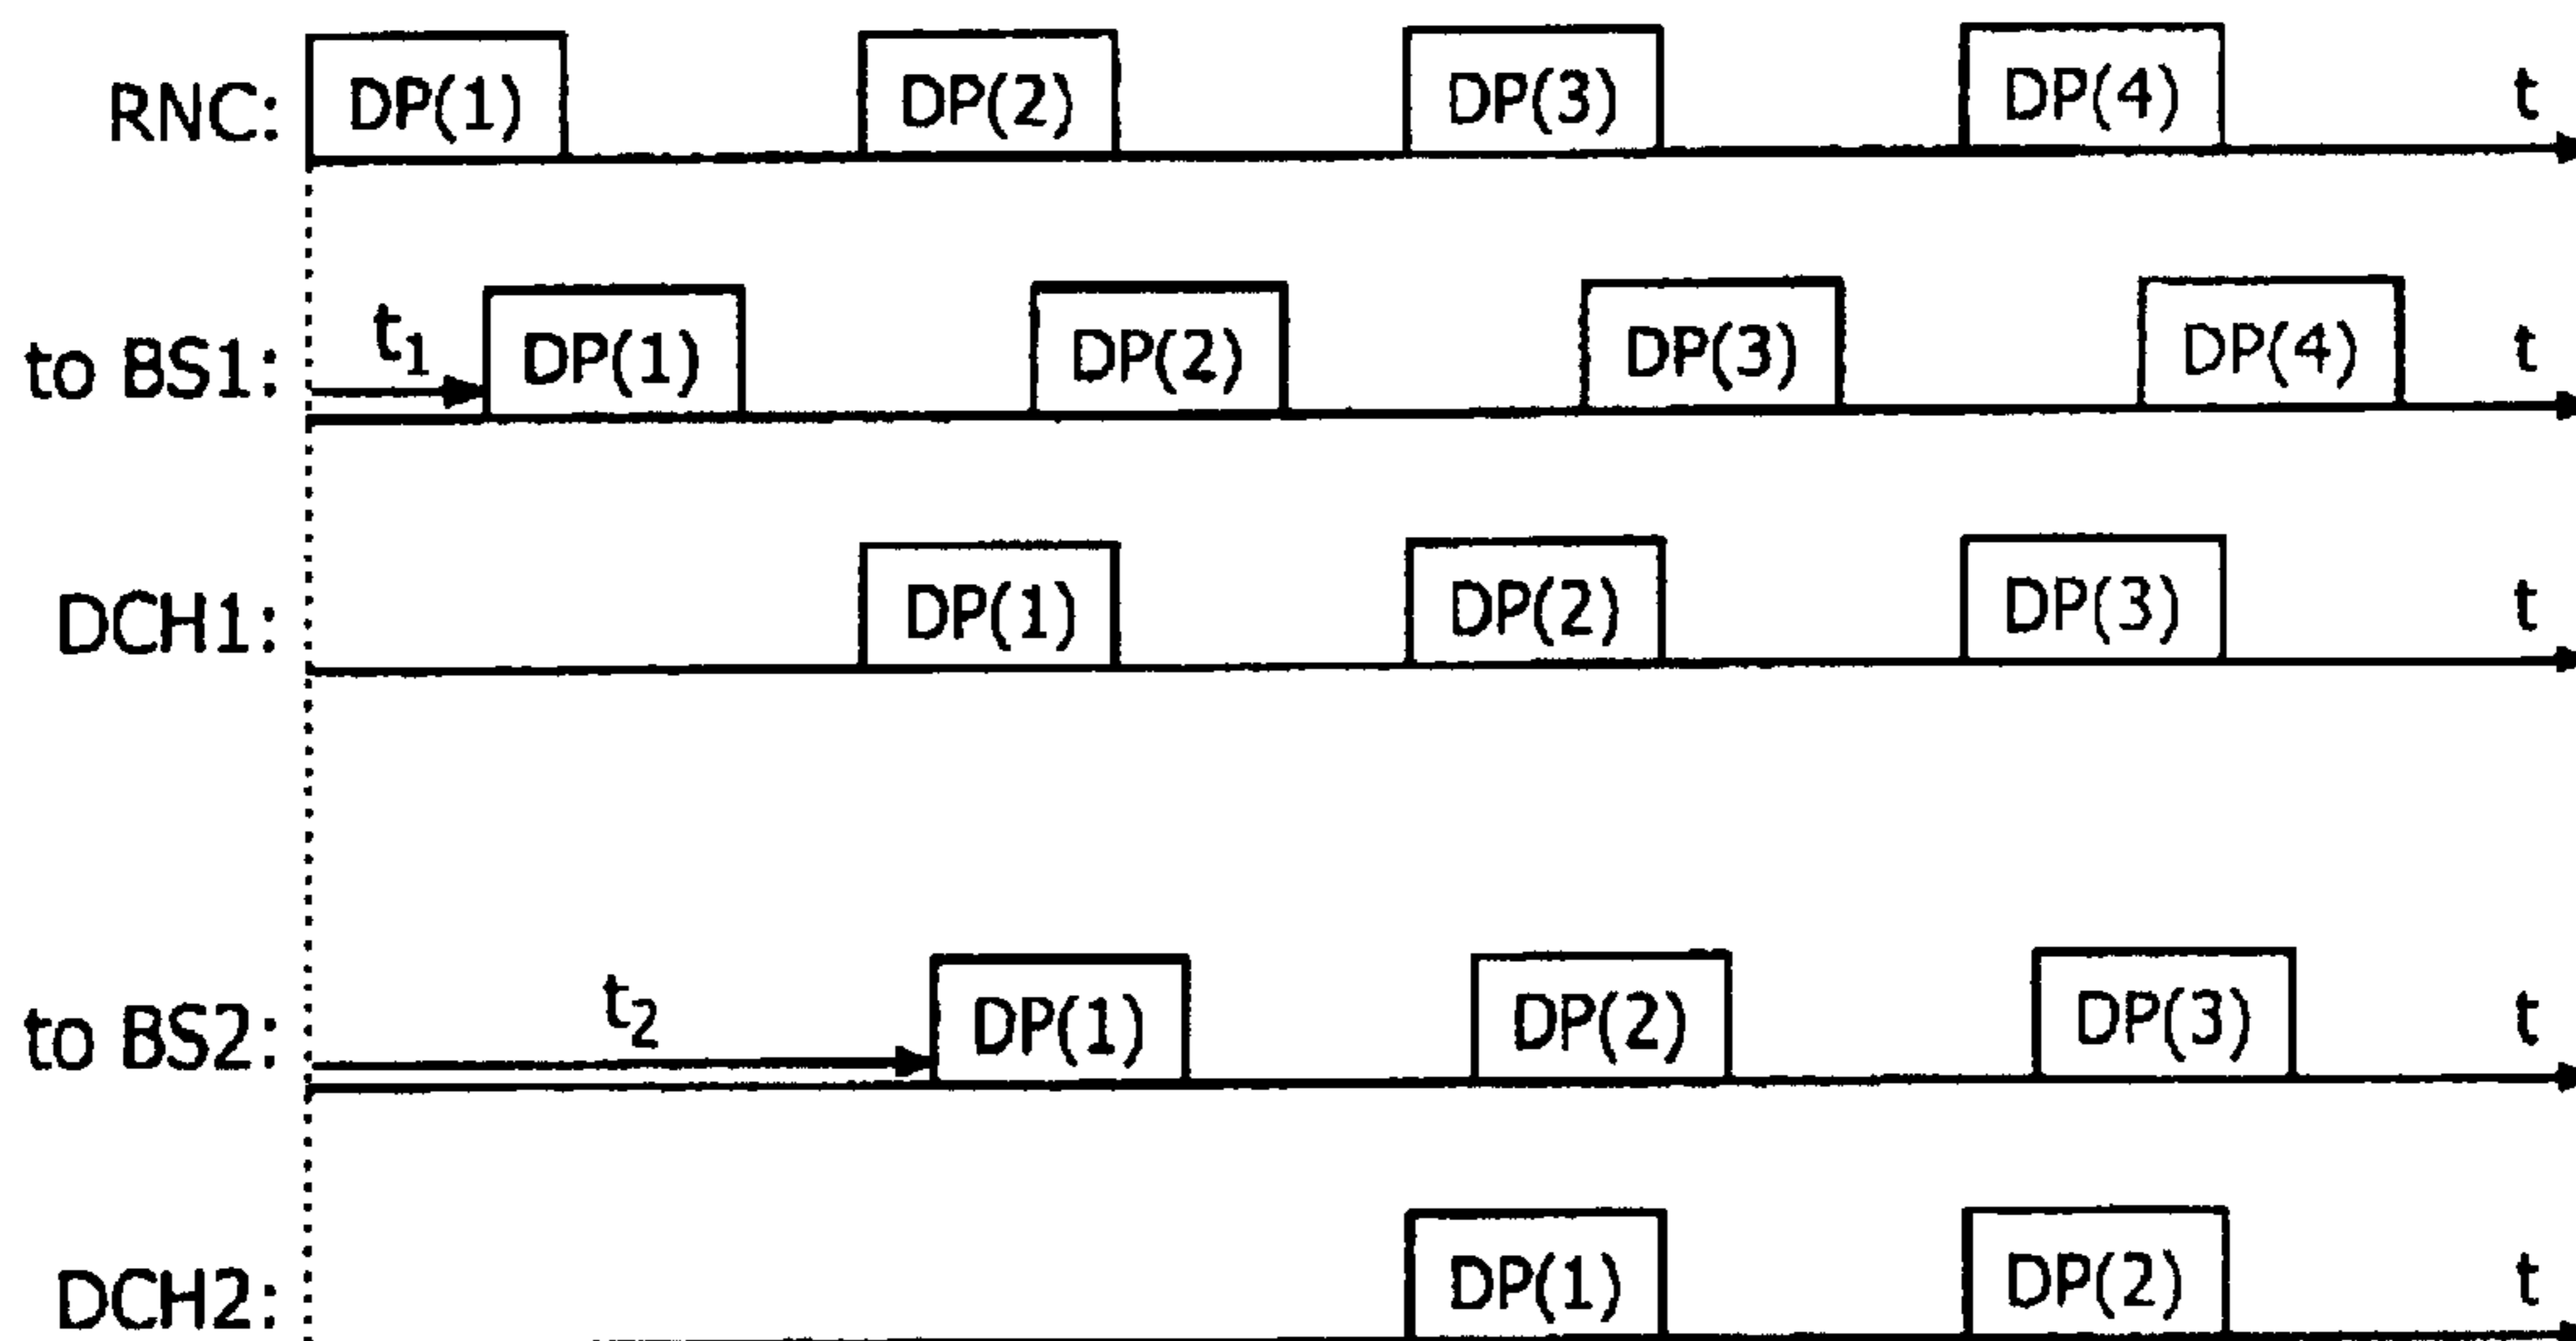 RNC: DP(1) DP(2) DP(3) DP(4) t
to BS1: t₁ DP(1) DP(2) DP(3) DP(4) t
DCH1: DP(1) DP(2) DP(3) t
to BS2: t₂ DP(1) DP(2) DP(3) t
DCH2: DP(1) DP(2) t